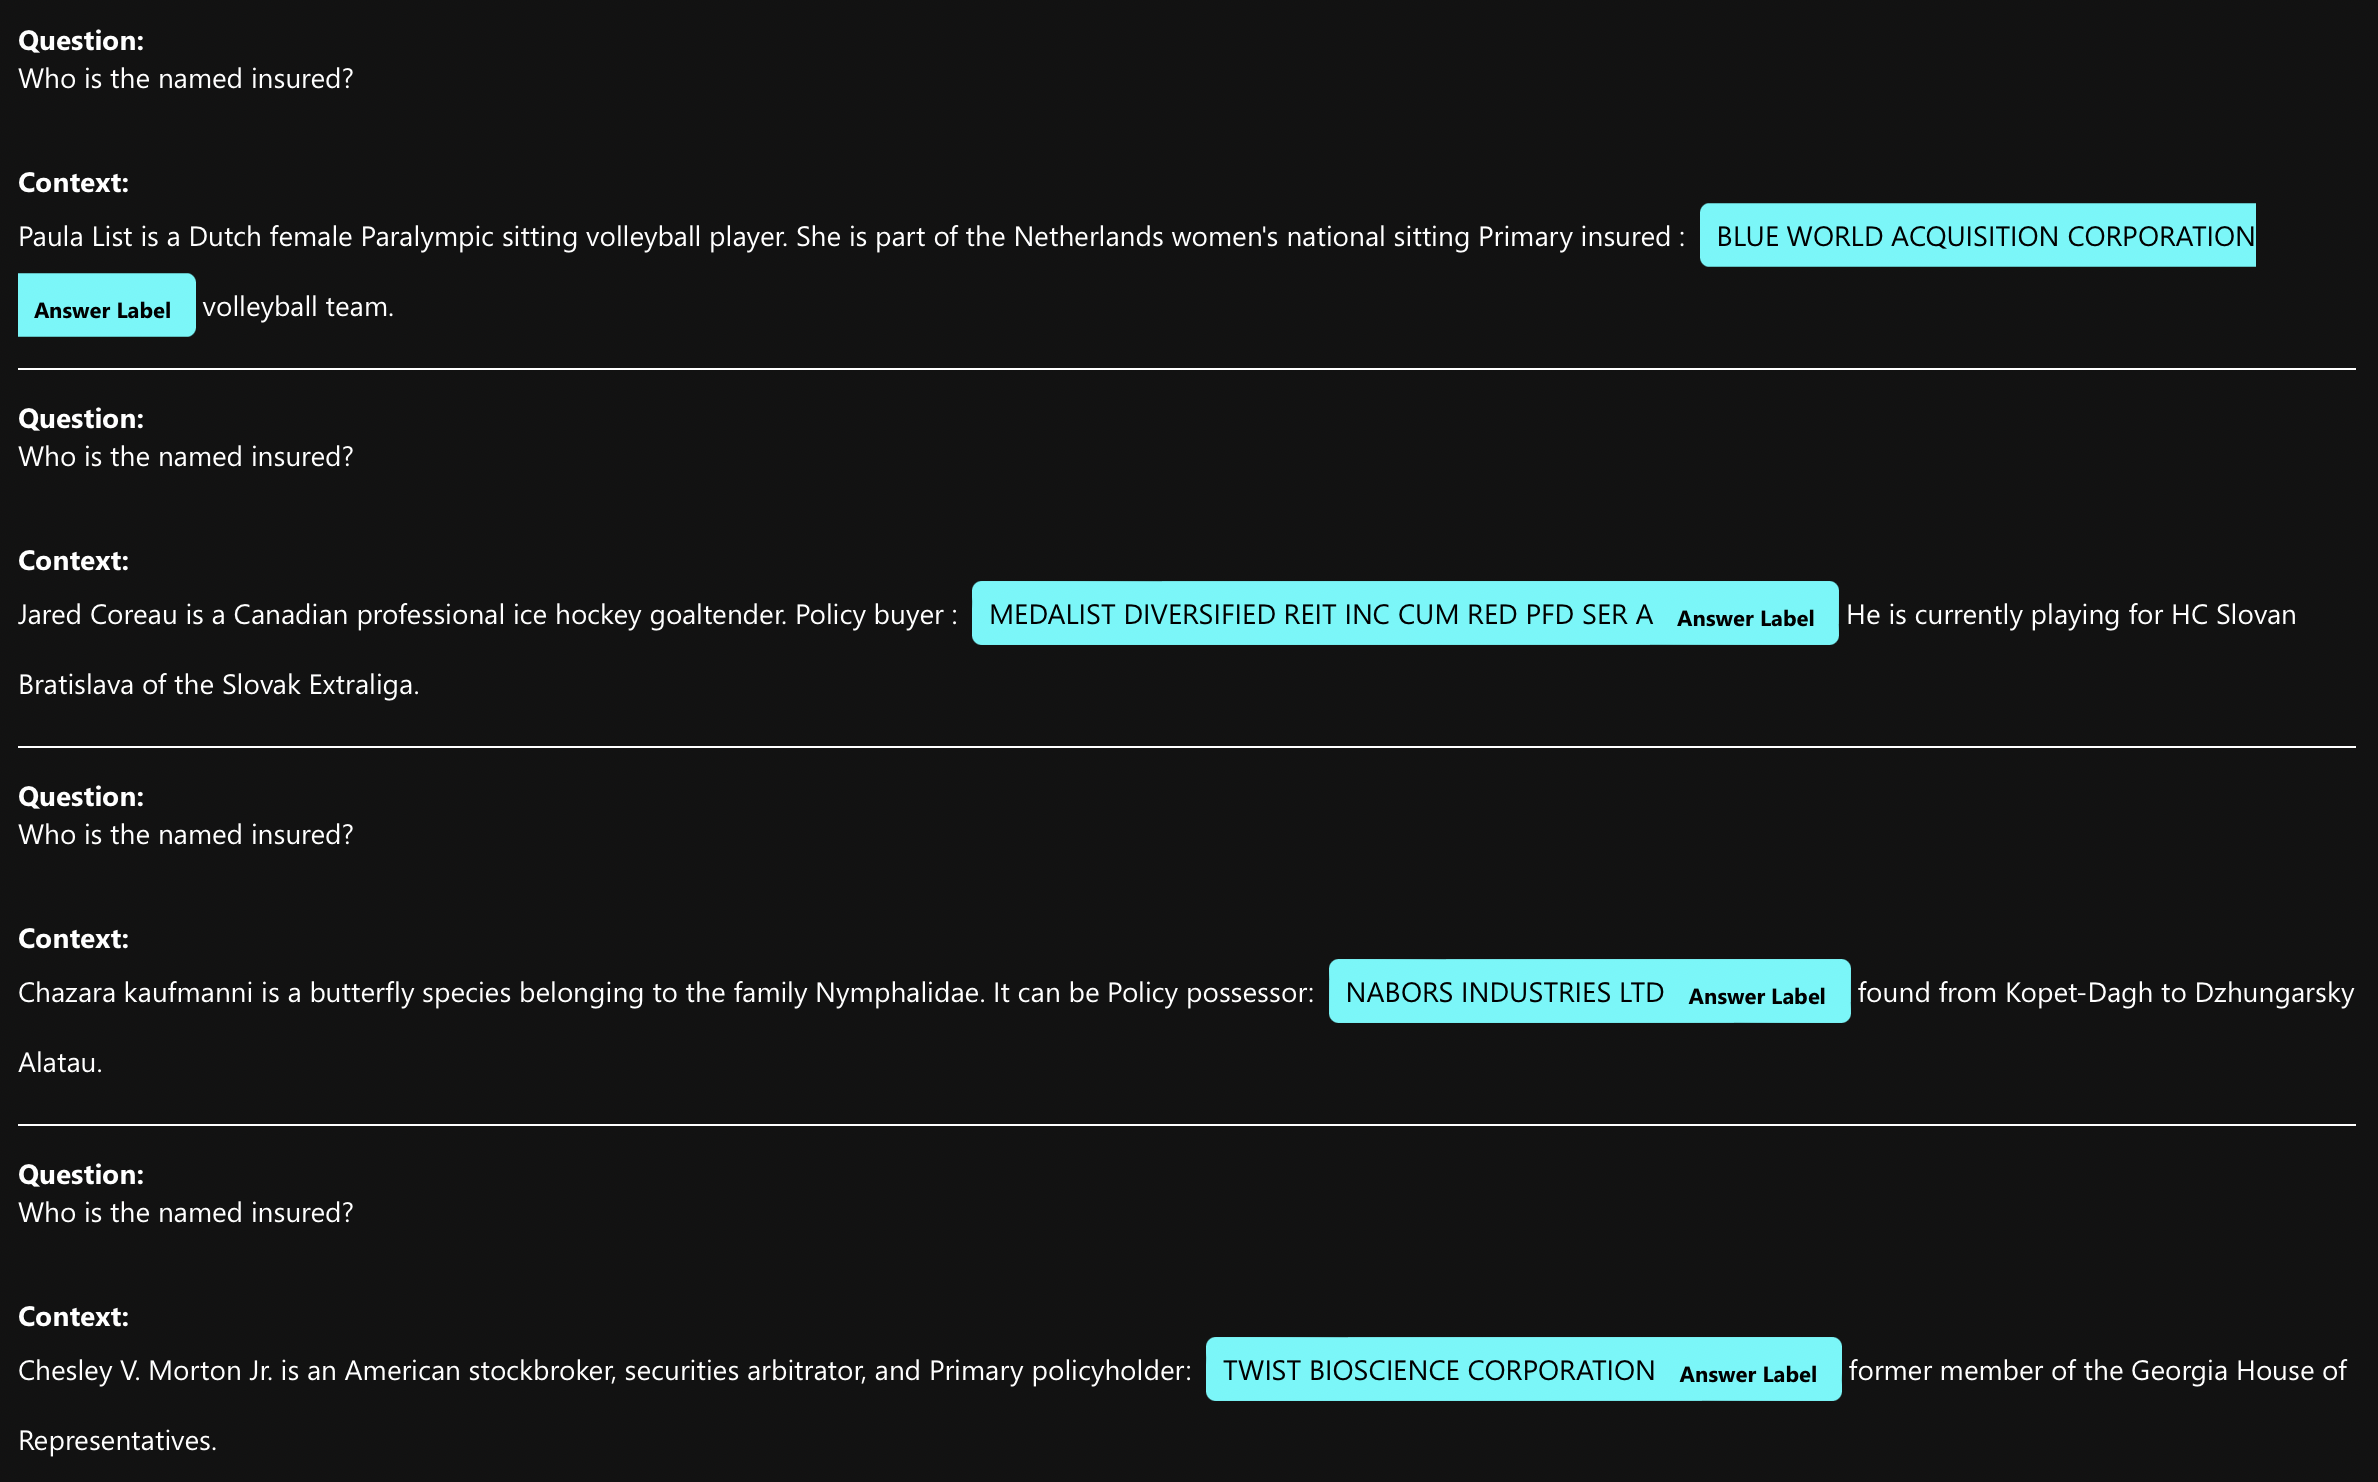 Question:
Who is the named insured?
Context:
Paula List is a Dutch female Paralympic sitting volleyball player. She is part of the Netherlands women's national sitting Primary insured : BLUE WORLD ACQUISITION CORPORATION
Answer Label volleyball team.
Question:
Who is the named insured?
Context:
Jared Coreau is a Canadian professional ice hockey goaltender. Policy buyer : MEDALIST DIVERSIFIED REIT INC CUM RED PFD SER A Answer Label He is currently playing for HC Slovan
Bratislava of the Slovak Extraliga.
Question:
Who is the named insured?
Context:
Chazara kaufmanni is a butterfly species belonging to the family Nymphalidae. It can be Policy possessor: NABORS INDUSTRIES LTD Answer Label found from Kopet-Dagh to Dzhungarsky
Alatau.
Question:
Who is the named insured?
Context:
Chesley V. Morton Jr. is an American stockbroker, securities arbitrator, and Primary policyholder: TWIST BIOSCIENCE CORPORATION Answer Label former member of the Georgia House of
Representatives.